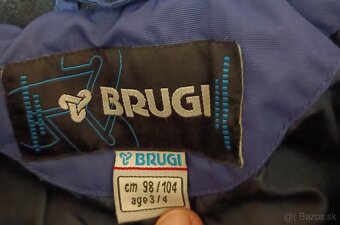 BRUGI
BRUGI
cm 98/104
age 3/4
Bazos.sk